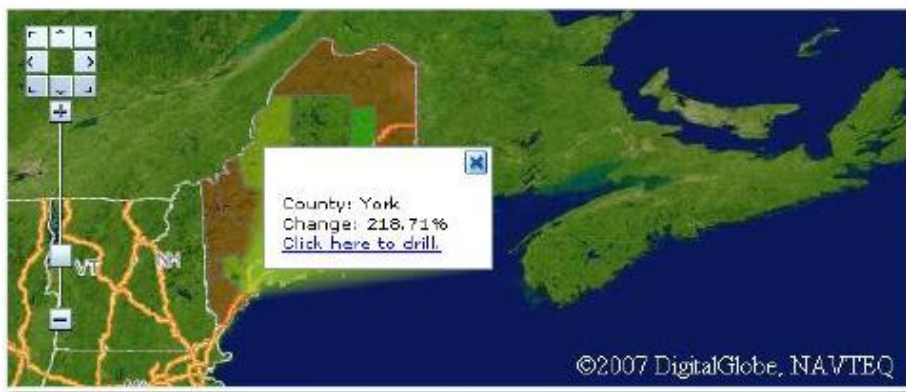 County: York
Change: 218.71%
Click here to drill.
VT
NH
©2007 DigitalGlobe, NAVTEQ